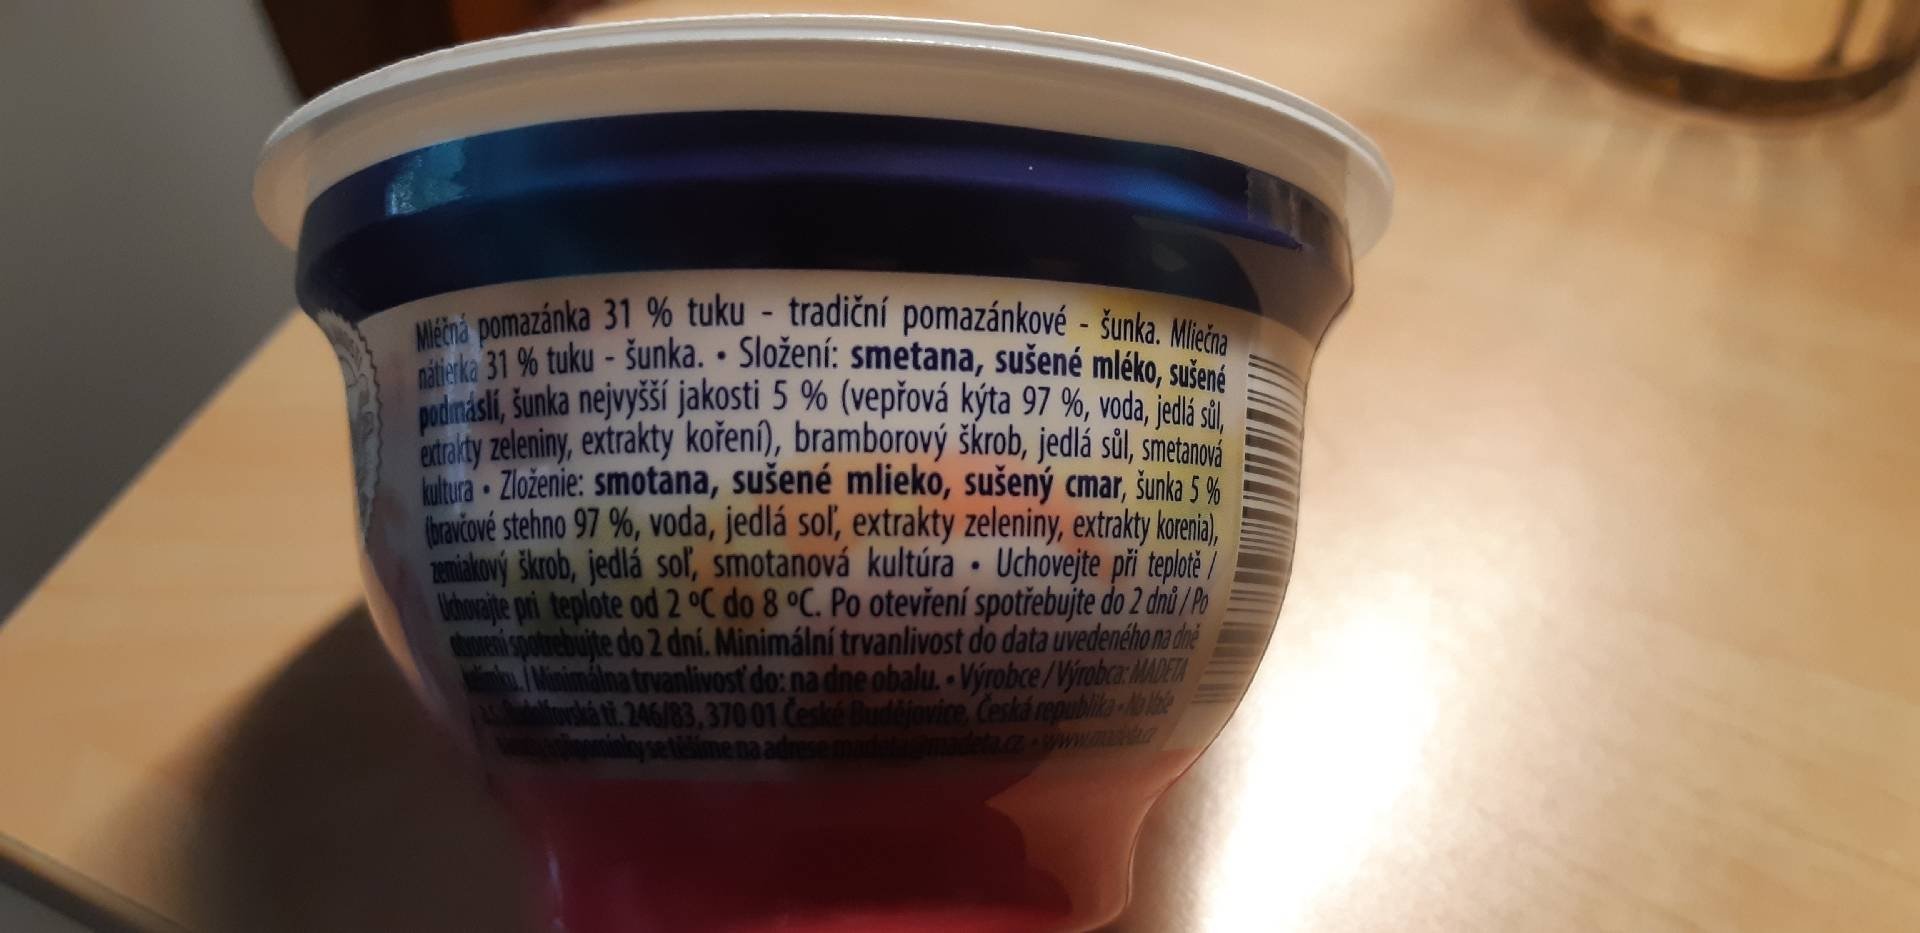 Mléčná pomazánka 31 % tuku - tradiční pomazánkové - šunka. Mliečna
nátierka 31 % tuku - šunka. • Složení: smetana, sušené mléko, sušené
podmáslí, šunka nejvyšší jakosti 5 % (vepřová kýta 97 %, voda, jedlá sůl,
extrakty zeleniny, extrakty koření), bramborový škrob, jedlá sůl, smetanová
kultura • Zloženie: smotana, sušené mlieko, sušený cmar, šunka 5 %
(bravčové stehno 97 %, voda, jedlá soľ, extrakty zeleniny, extrakty korenia),
zemiakový škrob, jedlá soľ, smotanová kultúra • Uchovejte při teplotě /
Uchovajte pri teplote od 2 °C do 8 °C. Po otevření spotřebujte do 2 dnů / Po
otvorení spotrebujte do 2 dní. Minimální trvanlivost do data uvedeného na dně
/ Minimálna trvanlivosť do: na dne obalu. • Výrobce / Výrobca: MADETA
a.s., Rudolfovská tř. 246/83, 370 01 České Budějovice, Česká republika • Na Vaše
připomínky se těšíme na adrese madeta@madeta.cz • www.madeta.cz